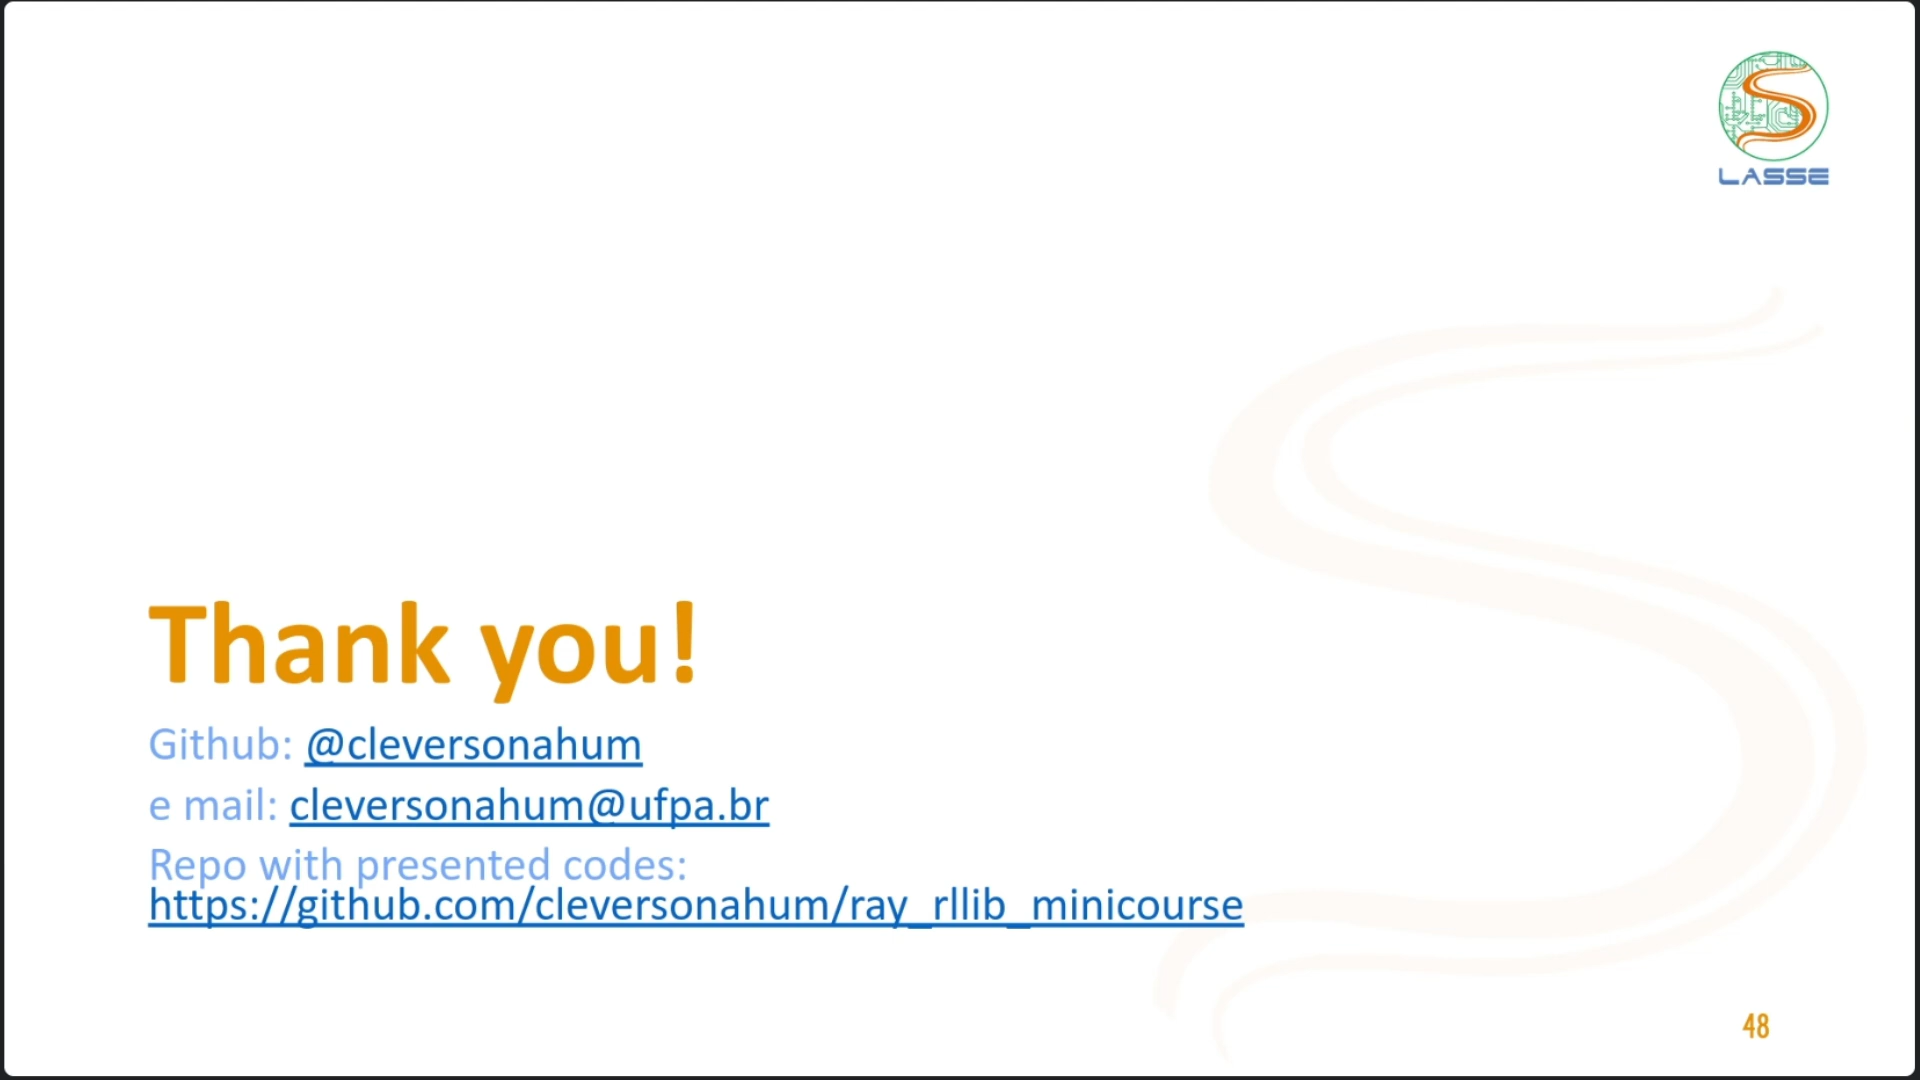 LASSE
Thank you!
Github: @cleversonahum
e mail: cleversonahum@ufpa.br
Repo with presented codes:
https://github.com/cleversonahum/ray_rllib_minicourse
48